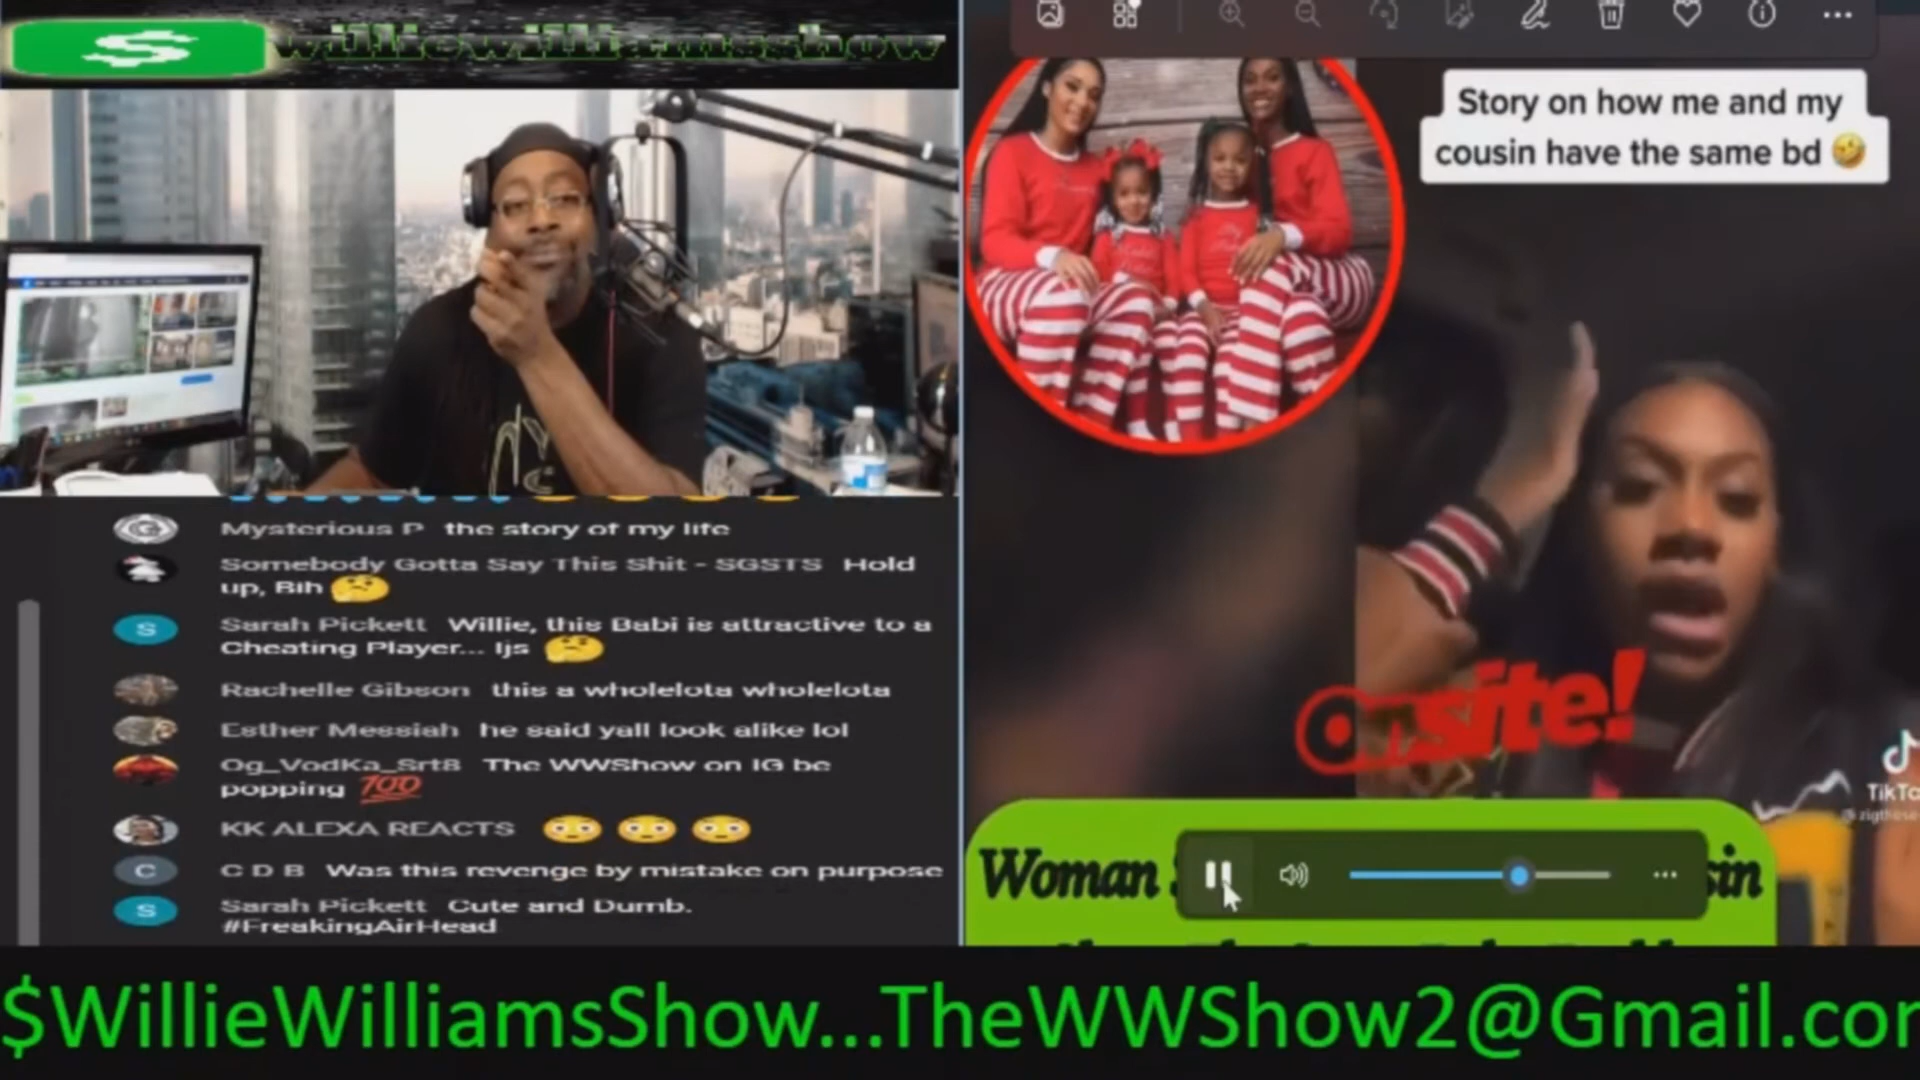 williewilliamsshow
Mysterious P the story of my life
Somebody Gotta Say This Shit - SGSTS Hold
up, Bih 🤔
S
Sarah Pickett Willie, this Babi is attractive to a
Cheating Player... Ijs 🤔
Rachelle Gibson this a wholelota wholelota
Esther Messiah he said yall look alike lol
Og_VodKa_Srt8 The WWShow on IG be
popping 💯
KK ALEXA REACTS 😳 😳 😳
C
C D B Was this revenge by mistake on purpose
S
Sarah Pickett Cute and Dumb.
#FreakingAirHead
Story on how me and my
cousin have the same bd 🤣
Onsite!
TikTo
Woman
$WillieWilliamsShow...TheWWShow2@Gmail.com